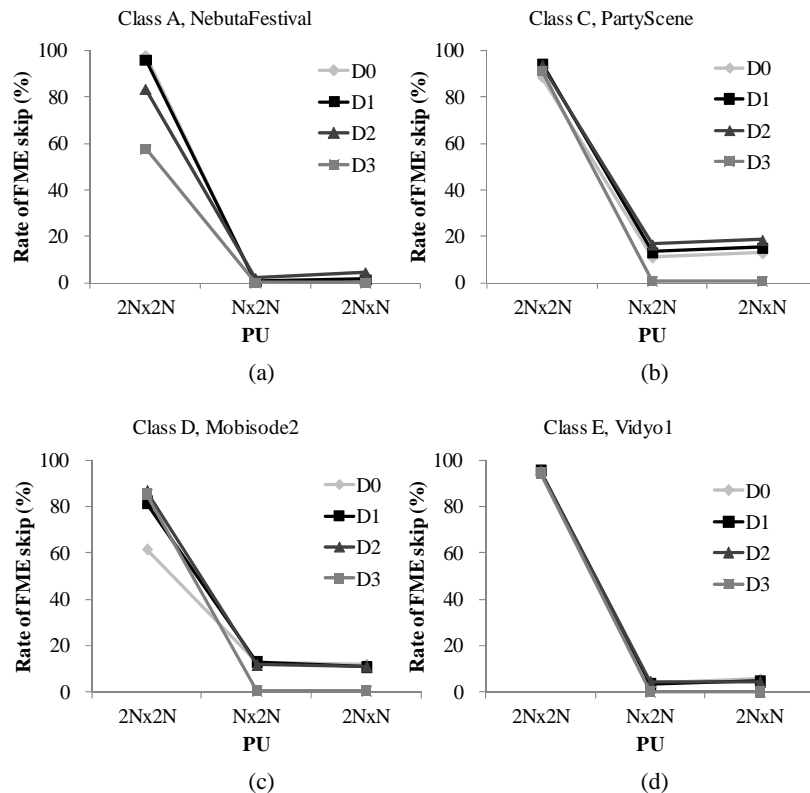 Class A, NebutaFestival
Rate of FME skip (%)
100
80
60
40
20
0
D0
D1
D2
D3
2Nx2N
Nx2N
2NxN
PU
(a)
Class C, PartyScene
Rate of FME skip (%)
100
80
60
40
20
0
D0
D1
D2
D3
2Nx2N
Nx2N
2NxN
PU
(b)
Class D, Mobisode2
Rate of FME skip (%)
100
80
60
40
20
0
D0
D1
D2
D3
2Nx2N
Nx2N
2NxN
PU
(c)
Class E, Vidyo1
Rate of FME skip (%)
100
80
60
40
20
0
D0
D1
D2
D3
2Nx2N
Nx2N
2NxN
PU
(d)